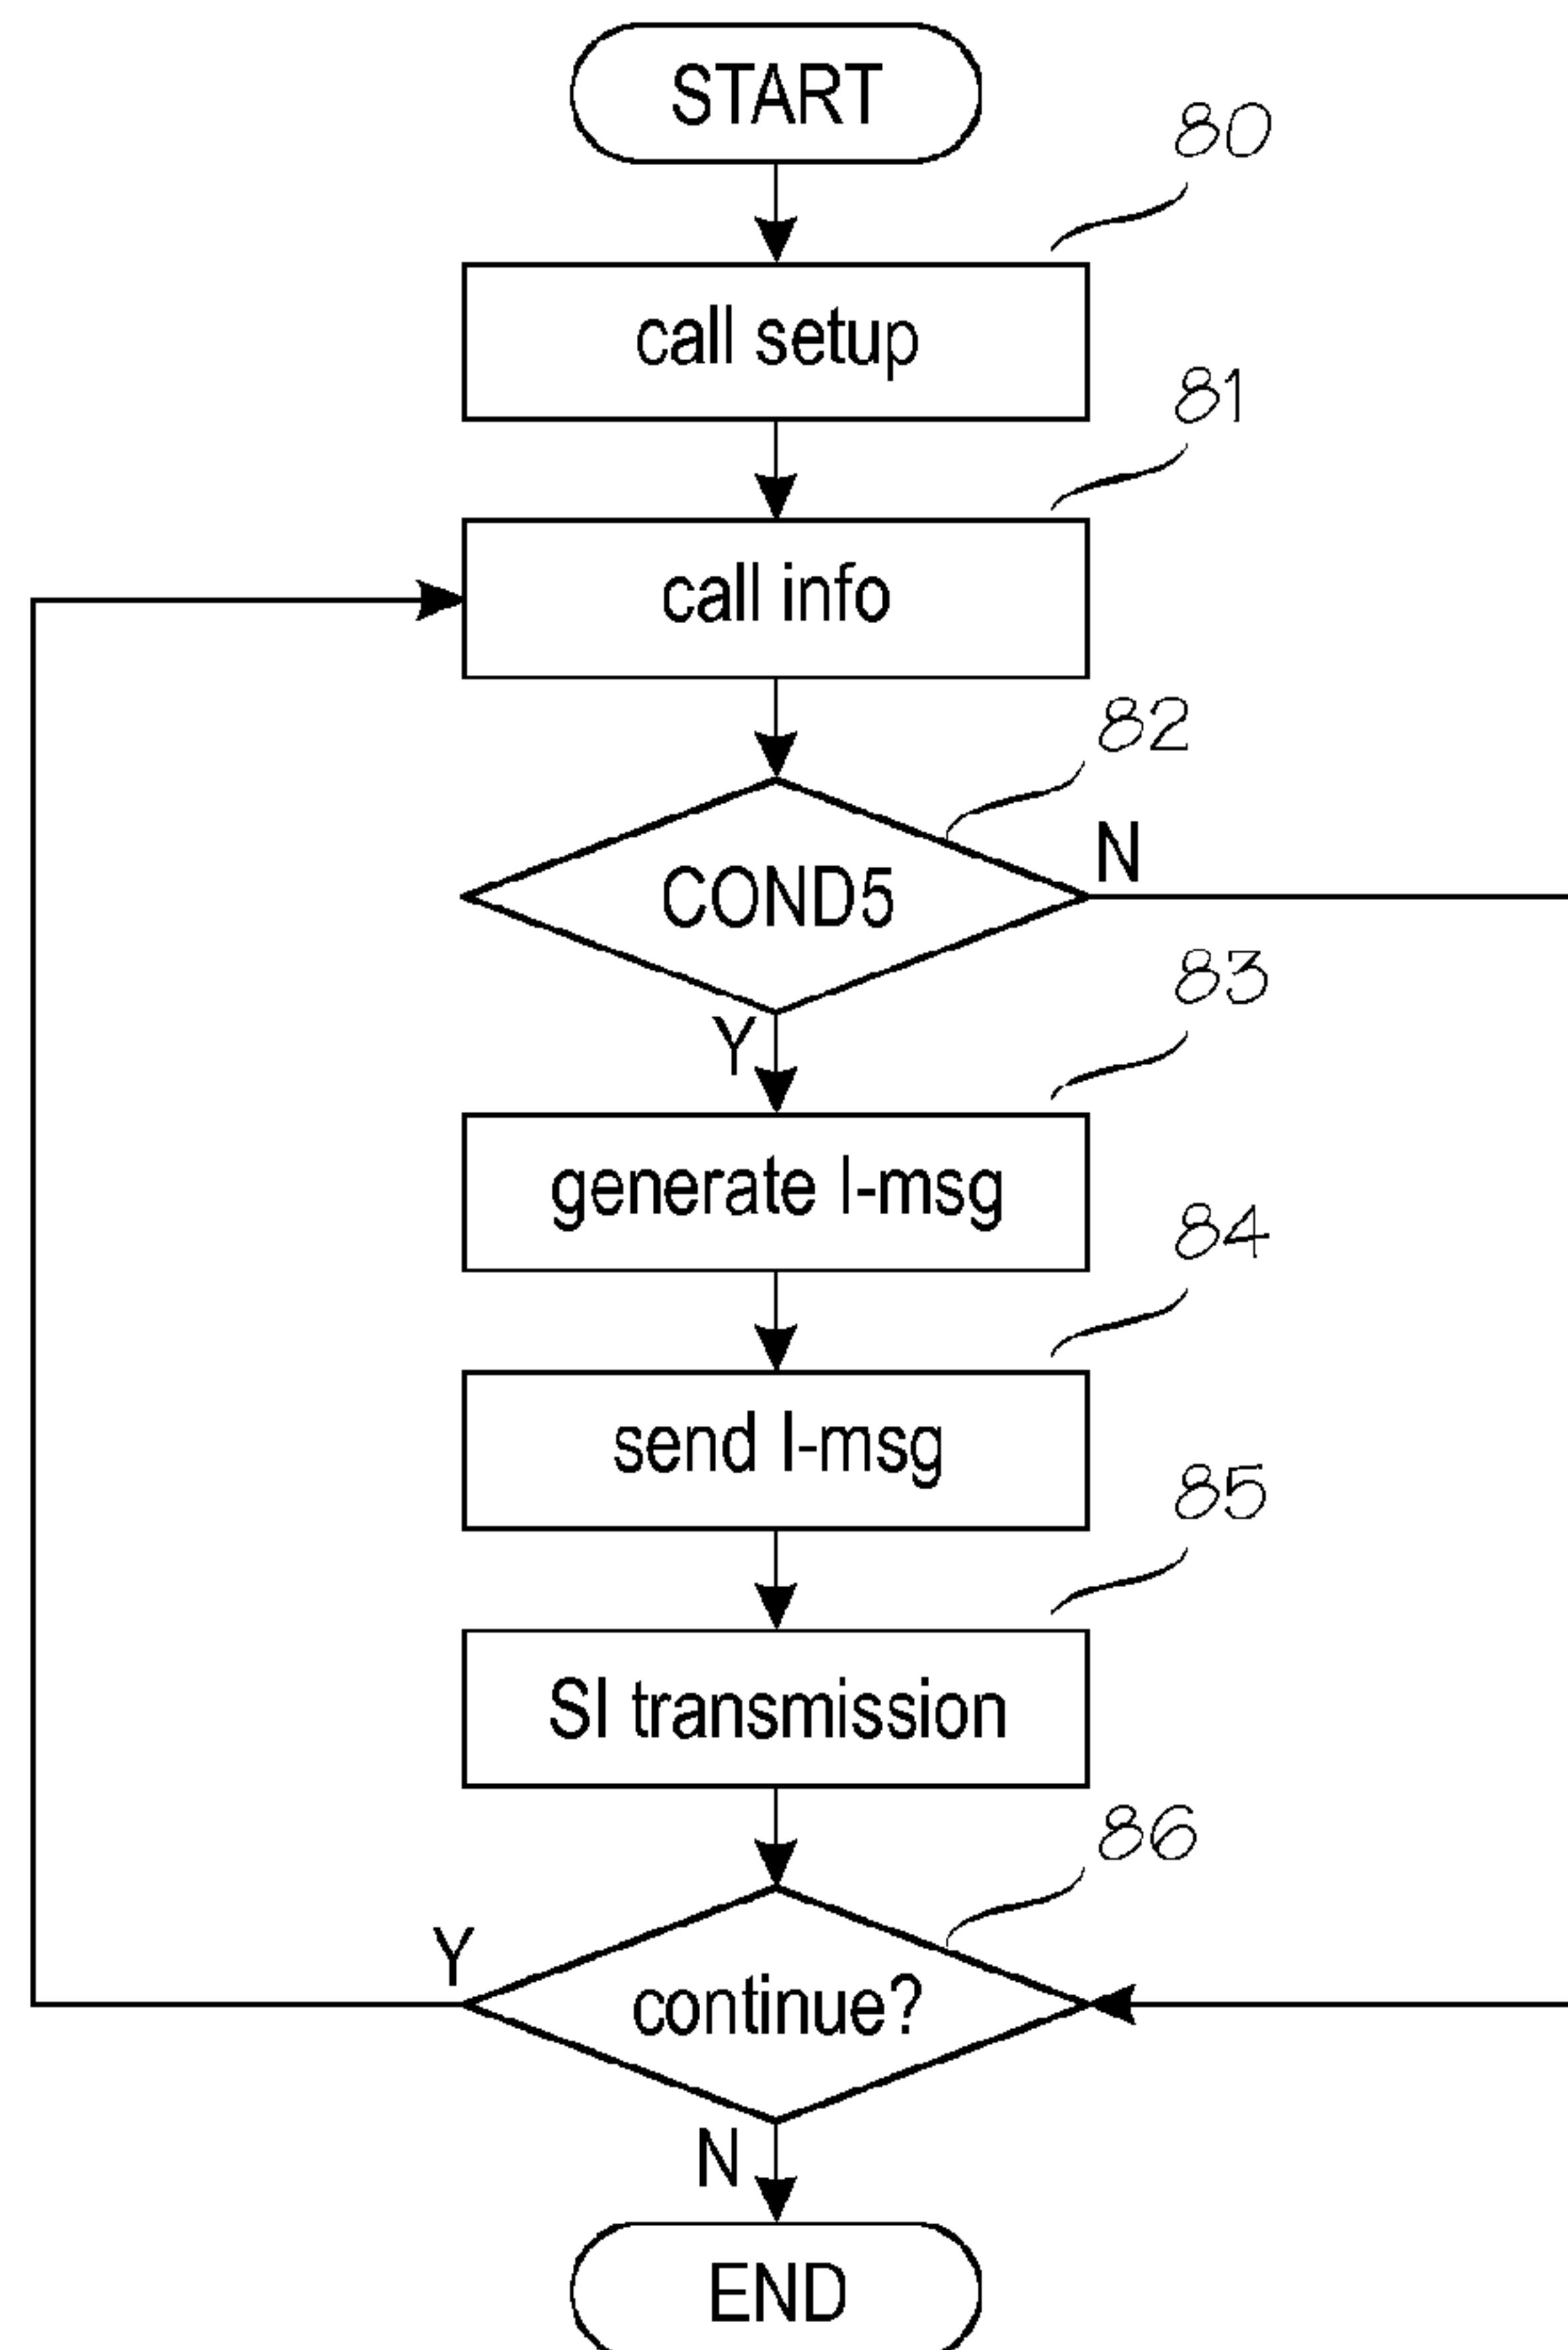 START
80
call setup
81
call info
82
COND5
N
83
Y
generate I-msg
84
send I-msg
85
SI transmission
86
Y
continue?
N
END